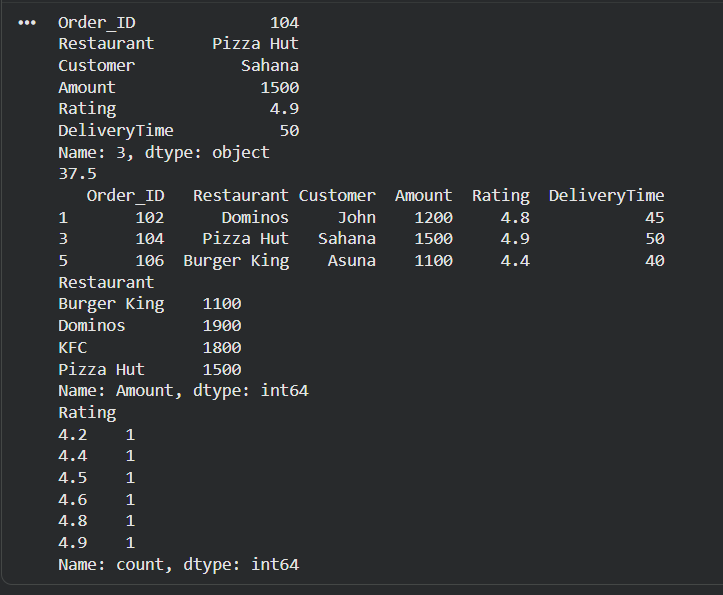 Order_ID 104
Restaurant Pizza Hut
Customer Sahana
Amount 1500
Rating 4.9
DeliveryTime 50
Name: 3, dtype: object
37.5
Order_ID Restaurant Customer Amount Rating DeliveryTime
1 102 Dominos John 1200 4.8 45
3 104 Pizza Hut Sahana 1500 4.9 50
5 106 Burger King Asuna 1100 4.4 40
Restaurant
Burger King 1100
Dominos 1900
KFC 1800
Pizza Hut 1500
Name: Amount, dtype: int64
Rating
4.2 1
4.4 1
4.5 1
4.6 1
4.8 1
4.9 1
Name: count, dtype: int64